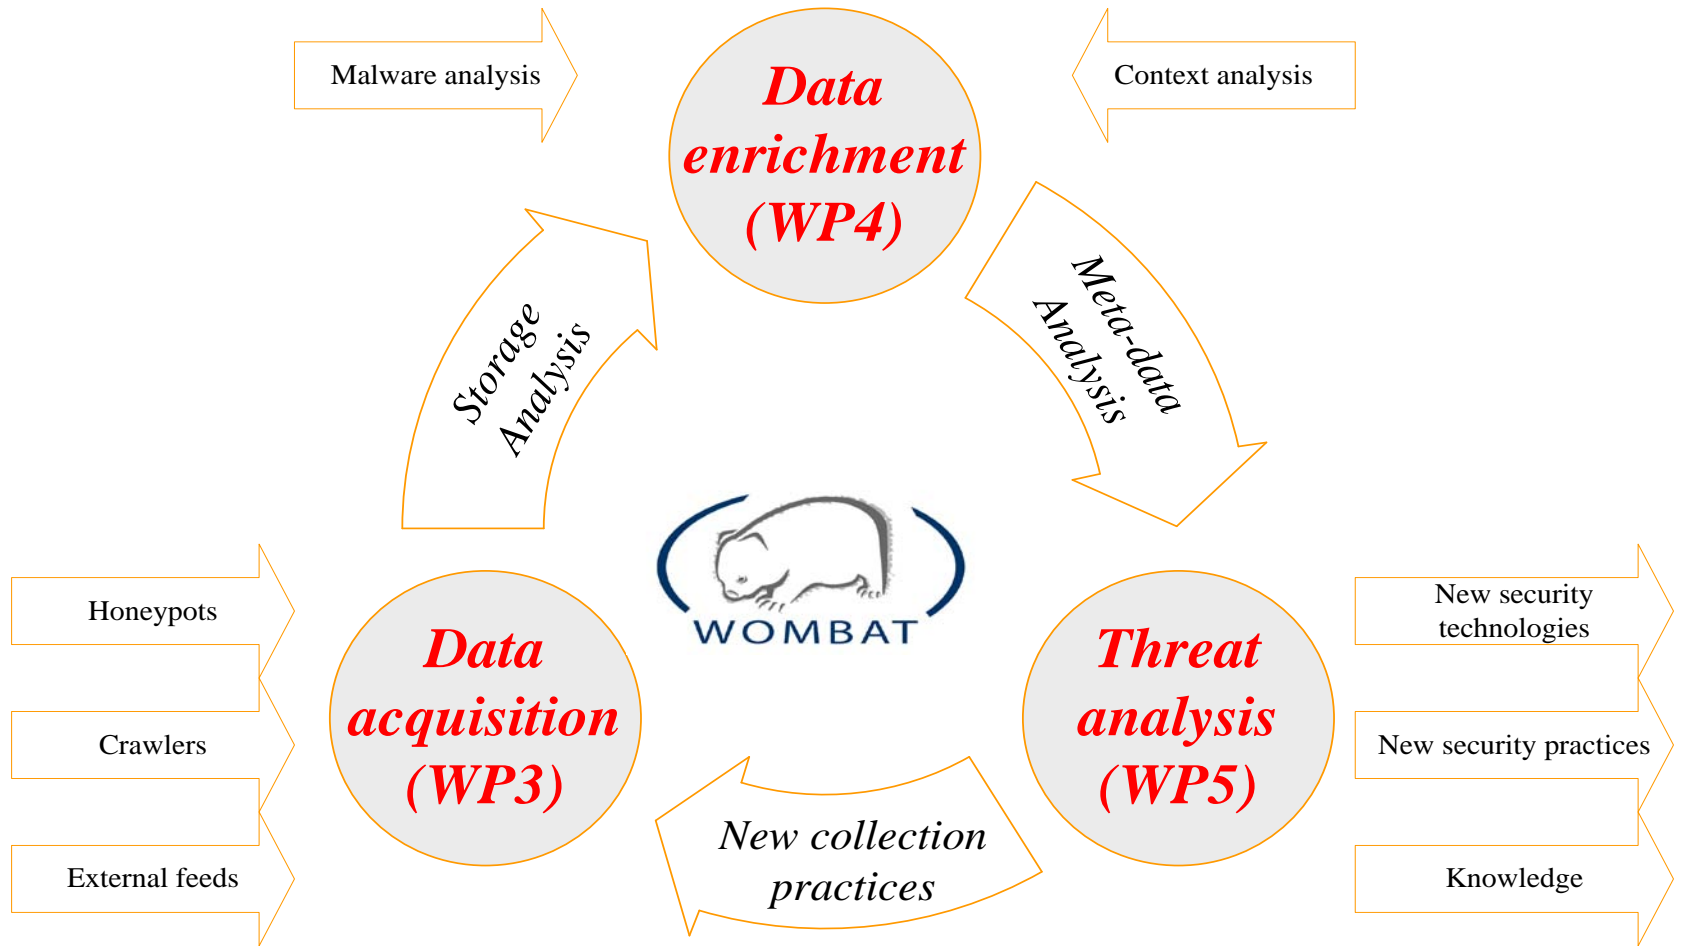 Malware analysis
Data
enrichment
(WP4)
Context analysis
Storage
Analysis
Meta-data
Analysis
WOMBAT
Honeypots
Crawlers
External feeds
Data
acquisition
(WP3)
New collection
practices
Threat
analysis
(WP5)
New security
technologies
New security practices
Knowledge